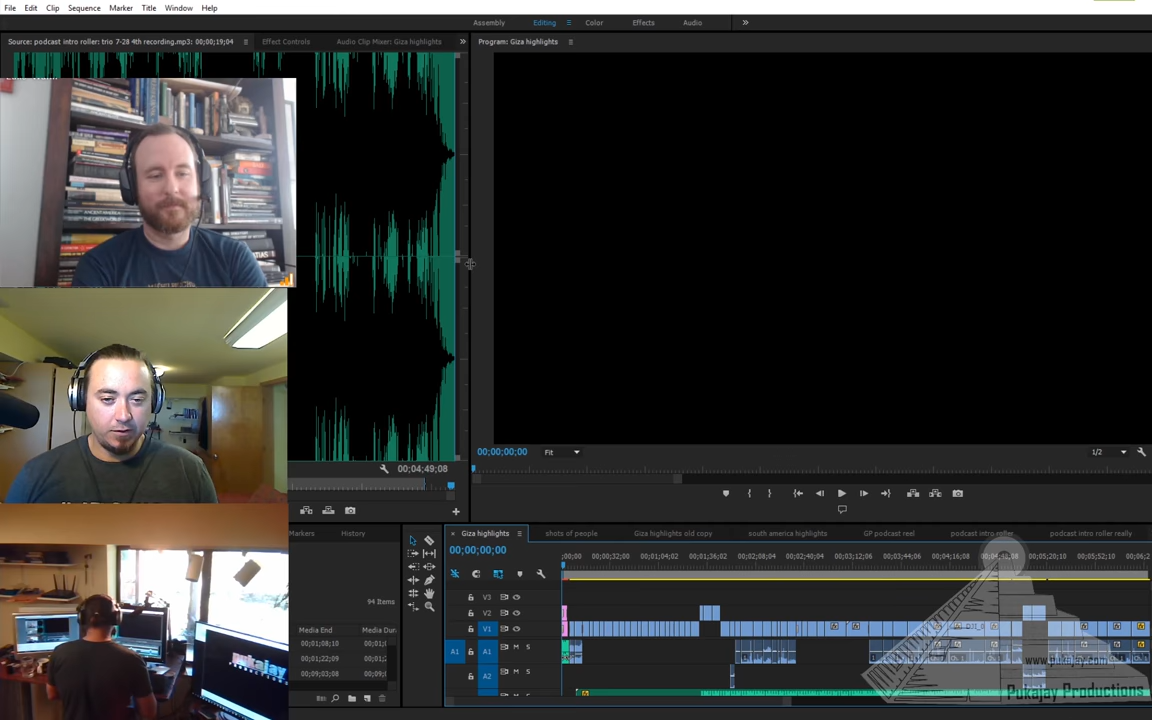 File Edit Clip Sequence Marker Title Window Help
Assembly Editing Color Effects Audio
Source: podcast intro roller: trio 7-28 4th recording.mp3: 00;00;19;04 Effect Controls Audio Clip Mixer: Giza highlights
Program: Giza highlights
00;04;49;08
00;00;00;00 Fit 1/2
Markers History
94 Items
Media End Media Dur
00;01;08;10
00;01;22;09
00;09;03;08
Giza highlights shots of people Giza highlights old copy south america highlights GP podcast reel podcast intro roller podcast intro roller really
00;00;00;00
;00;00 00;00;32;00 00;01;04;02 00;01;36;02 00;02;08;04 00;02;40;04 00;03;12;06 00;03;44;06 00;04;16;08 00;04;48;08 00;05;20;10 00;05;52;10 00;06;2
V3
V2
V1
A1 A1 M S
A2 M S
www.pukajay.com
Pukajay Productions